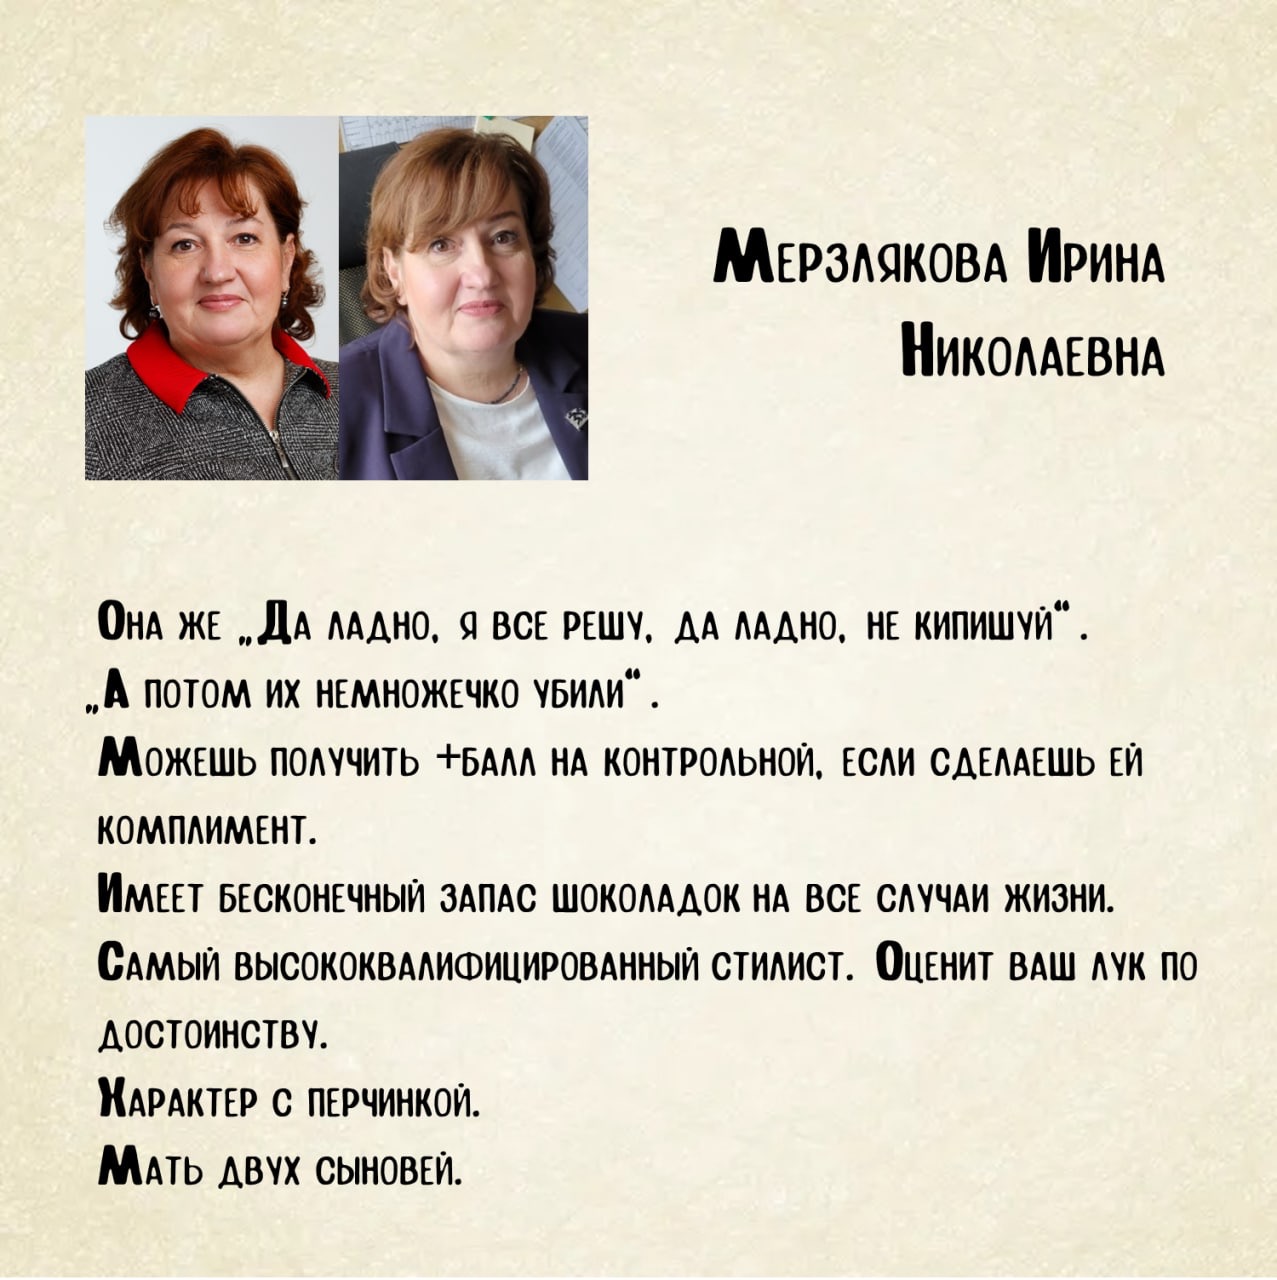 Мерзлякова Ирина
Николаевна
Она же „Да ладно, я все решу, да ладно, не кипишуй“.
„А потом их немножечко убили“.
Можешь получить +балл на контрольной, если сделаешь ей
комплимент.
Имеет бесконечный запас шоколадок на все случаи жизни.
Самый высококвалифицированный стилист. Оценит ваш лук по
достоинству.
Характер с перчинкой.
Мать двух сыновей.